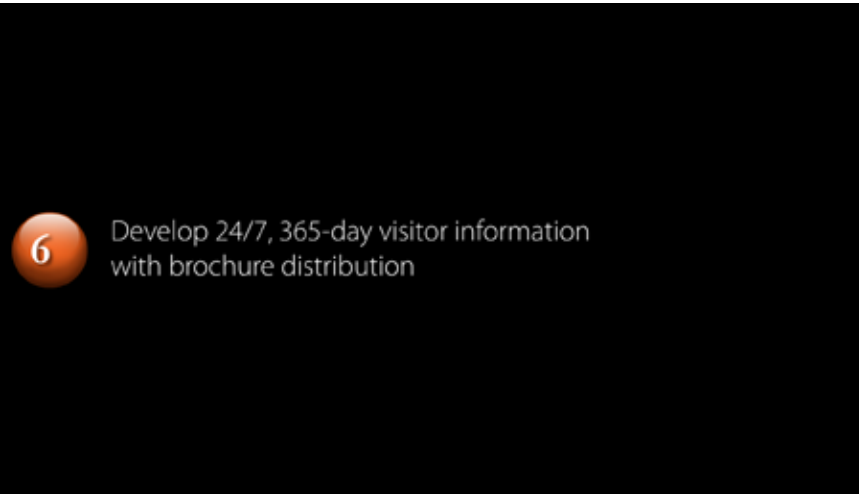 6
Develop 24/7, 365-day visitor information
with brochure distribution